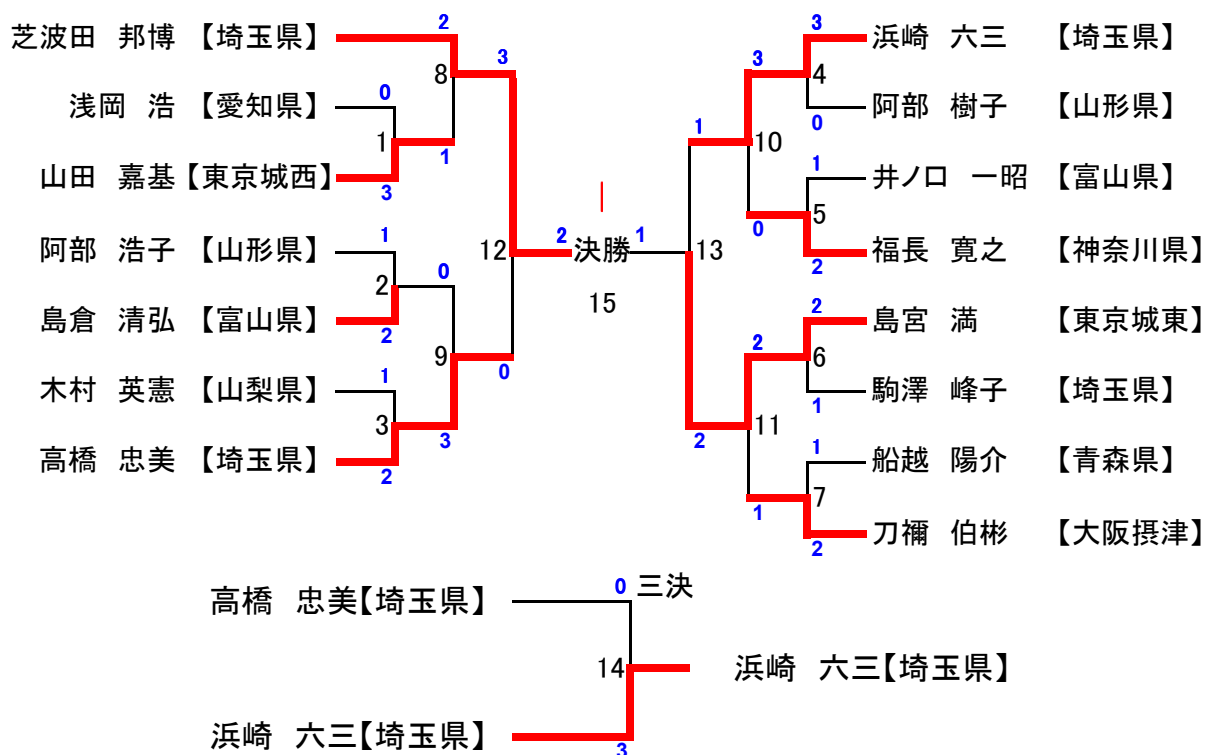 芝波田 邦博 【埼玉県】 2 3 3 浜崎 六三 【埼玉県】
8 3 4
浅岡 浩 【愛知県】 0 阿部 樹子 【山形県】
1 1 1 10 0
山田 嘉基 【東京城西】 3 1 井ノ口 一昭 【富山県】
5
阿部 浩子 【山形県】 1 12 2 決勝 1 13 0 福長 寛之 【神奈川県】
2 0 2
島倉 清弘 【富山県】 2 15 2 島宮 満 【東京城東】
9 0 2 6
木村 英憲 【山梨県】 1 1 駒澤 峰子 【埼玉県】
3 3 2 11
高橋 忠美 【埼玉県】 2 1 船越 陽介 【青森県】
1 7
2 刀禰 伯彬 【大阪摂津】
高橋 忠美【埼玉県】 0 三決
14 浜崎 六三【埼玉県】
浜崎 六三【埼玉県】 3